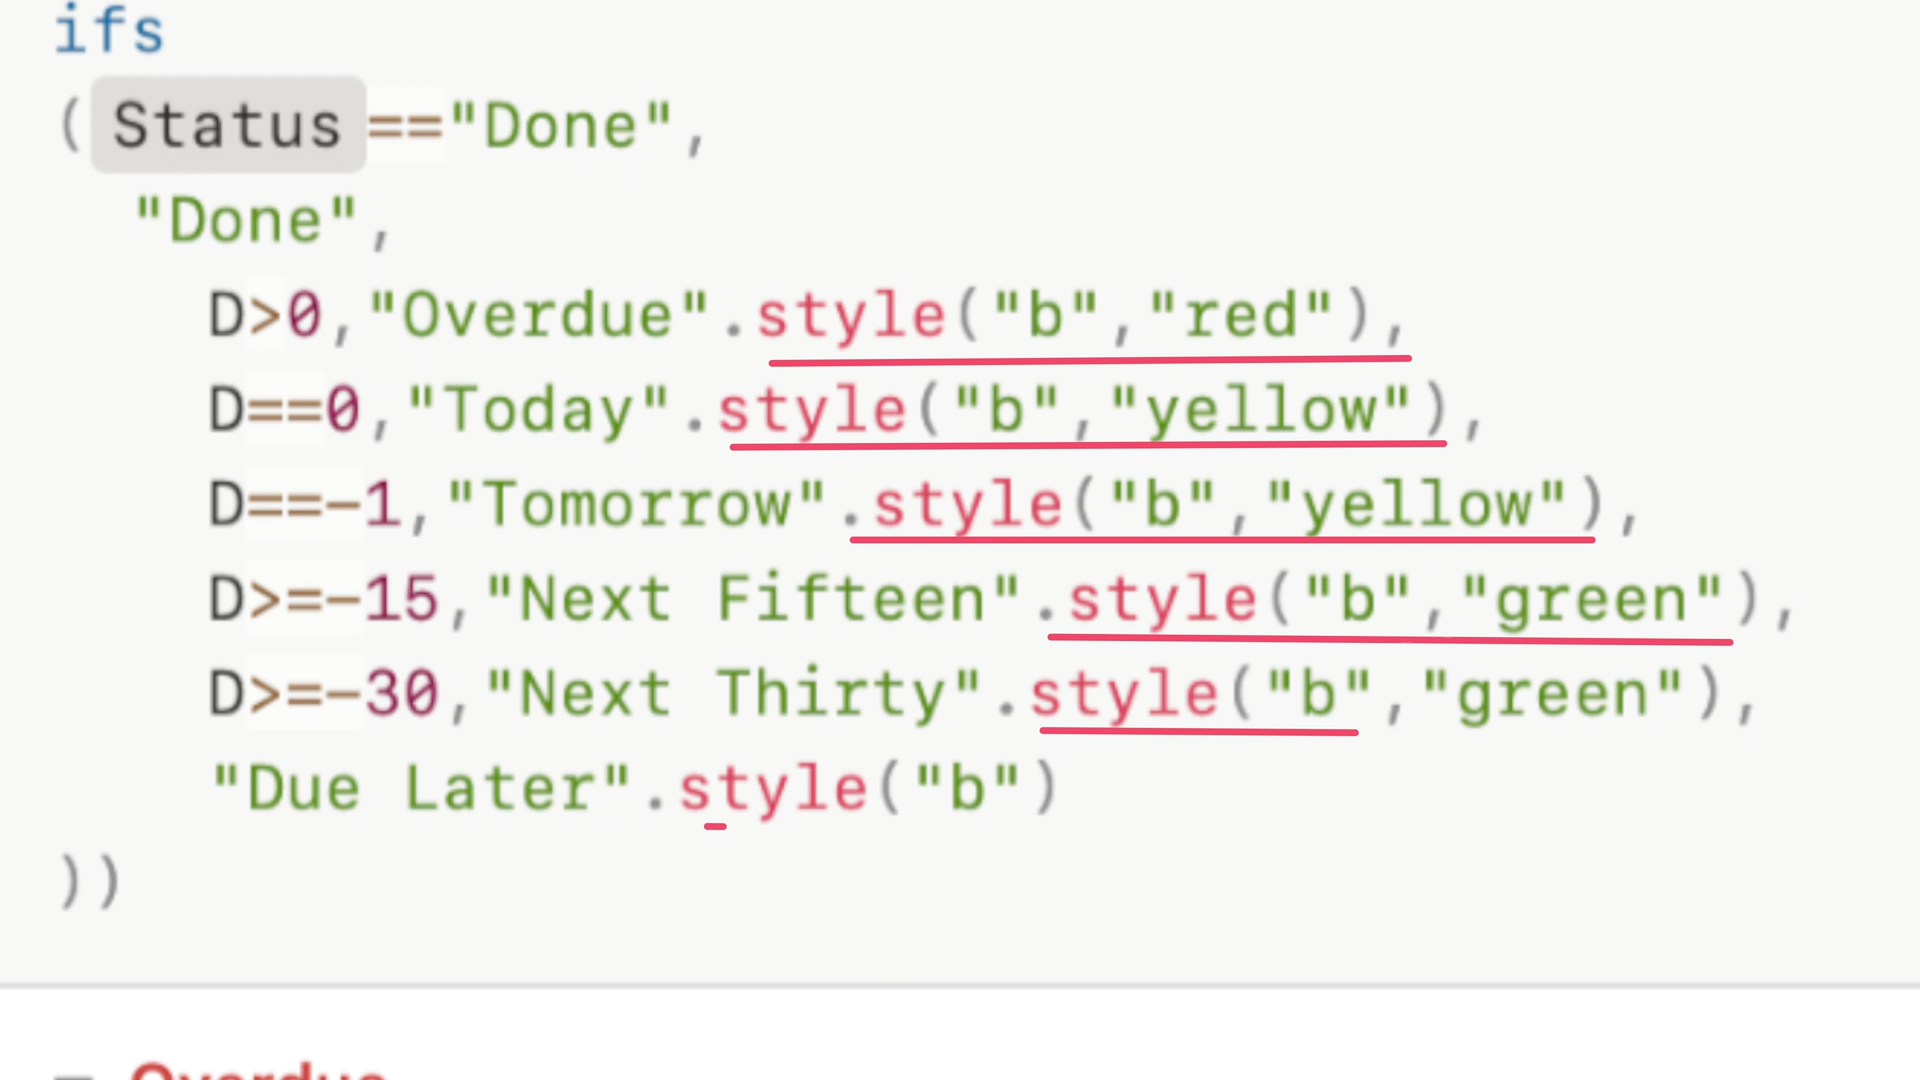 ifs
(Status=="Done",
"Done",
D>0,"Overdue".style("b","red"),
D==0,"Today".style("b","yellow"),
D==-1,"Tomorrow".style("b","yellow"),
D>=-15,"Next Fifteen".style("b","green"),
D>=-30,"Next Thirty".style("b","green"),
"Due Later".style("b")
))
= Overdue